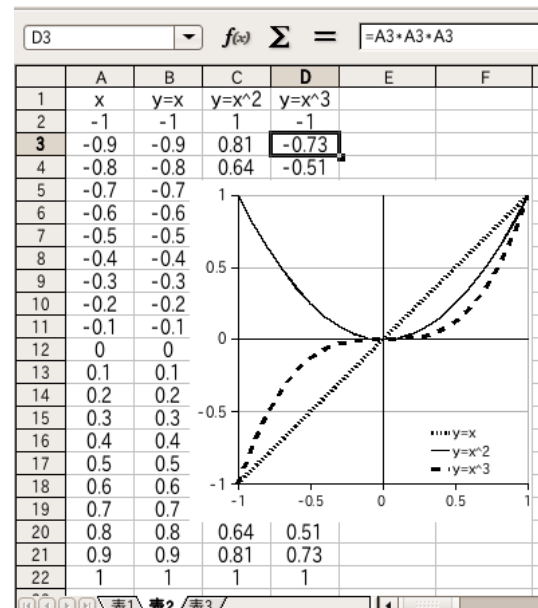 D3 f(x) Σ = =A3*A3*A3
A B C D E F
1 x y=x y=x^2 y=x^3
2 -1 -1 1 -1
3 -0.9 -0.9 0.81 -0.73
4 -0.8 -0.8 0.64 -0.51
5 -0.7 -0.7
6 -0.6 -0.6
7 -0.5 -0.5
8 -0.4 -0.4
9 -0.3 -0.3
10 -0.2 -0.2
11 -0.1 -0.1
12 0 0
13 0.1 0.1
14 0.2 0.2
15 0.3 0.3
16 0.4 0.4
17 0.5 0.5
18 0.6 0.6
19 0.7 0.7
20 0.8 0.8 0.64 0.51
21 0.9 0.9 0.81 0.73
22 1 1 1 1
1
0.5
0
-0.5
-1
-1 -0.5 0 0.5 1
y=x
y=x^2
y=x^3
表1 表2 表3